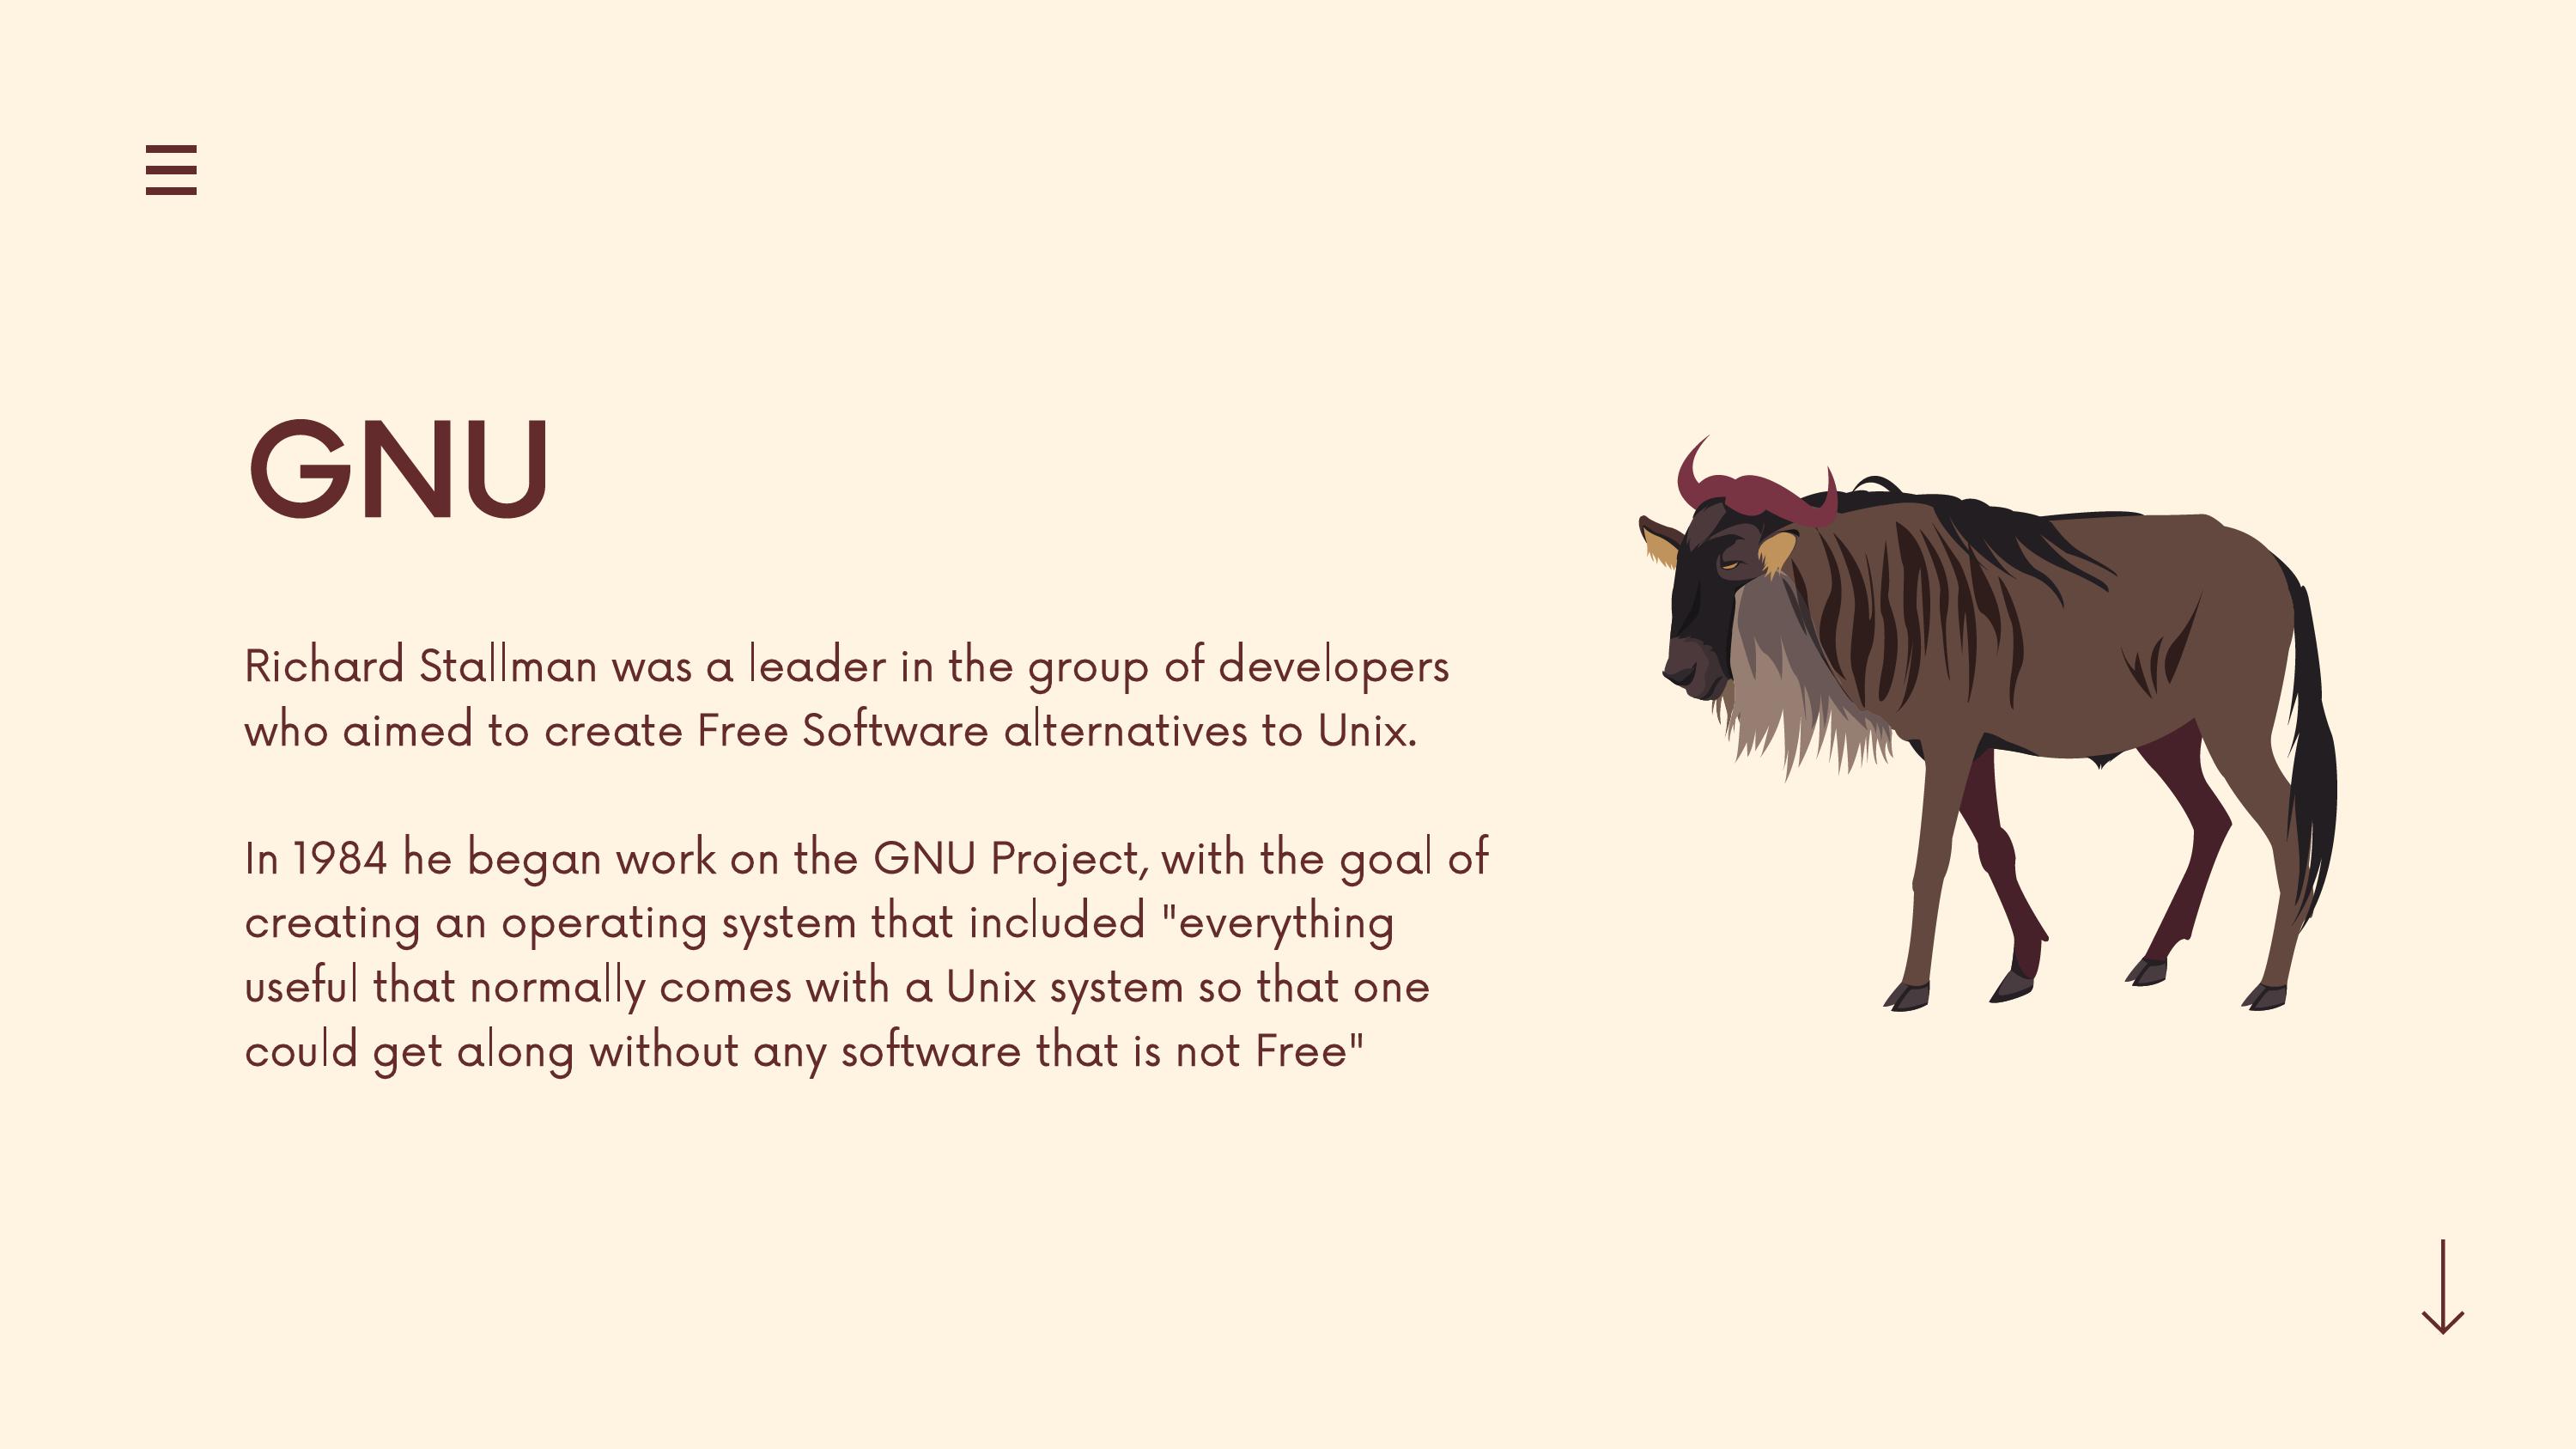 GNU
Richard Stallman was a leader in the group of developers
who aimed to create Free Software alternatives to Unix.
In 1984 he began work on the GNU Project, with the goal of
creating an operating system that included "everything
useful that normally comes with a Unix system so that one
could get along without any software that is not Free"